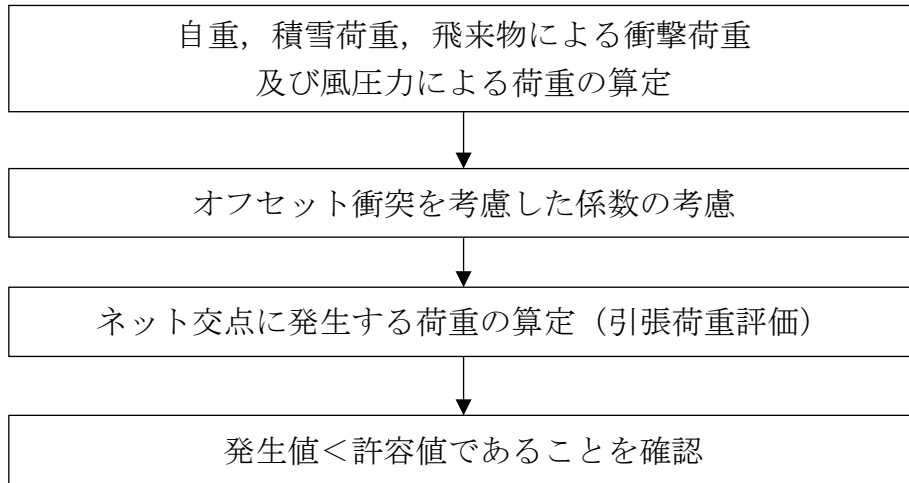 自重，積雪荷重，飛来物による衝撃荷重
及び風圧力による荷重の算定
オフセット衝突を考慮した係数の考慮
ネット交点に発生する荷重の算定（引張荷重評価）
発生値＜許容値であることを確認